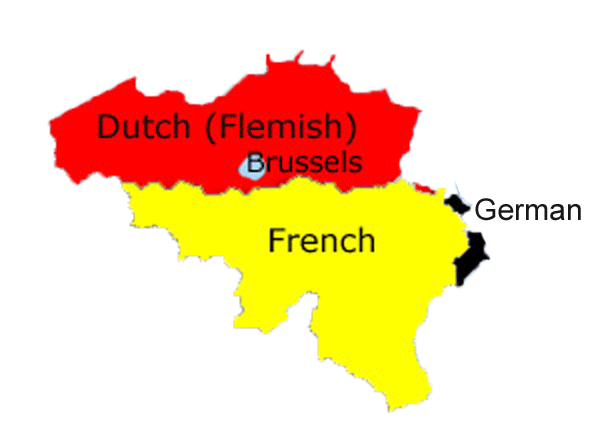 Dutch (Flemish)
Brussels
German
French